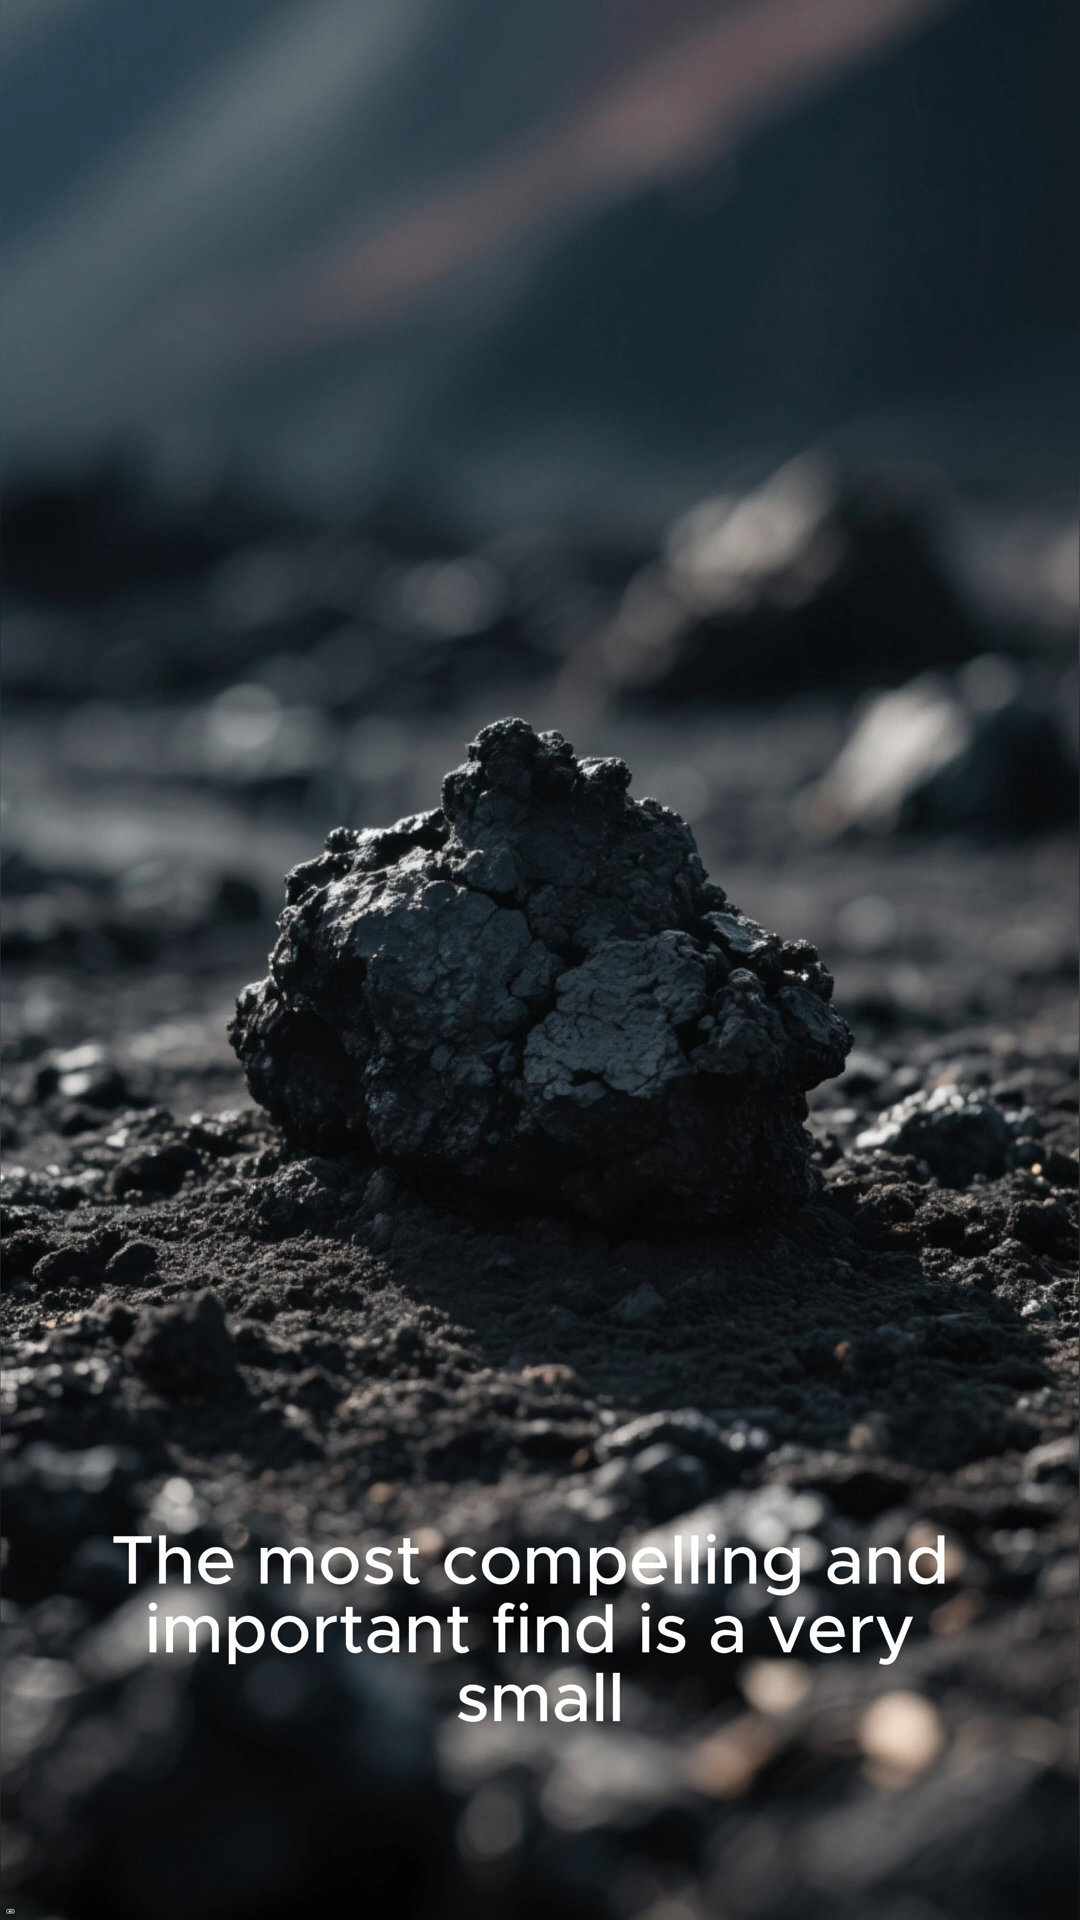 The most compelling and
important find is a very
small